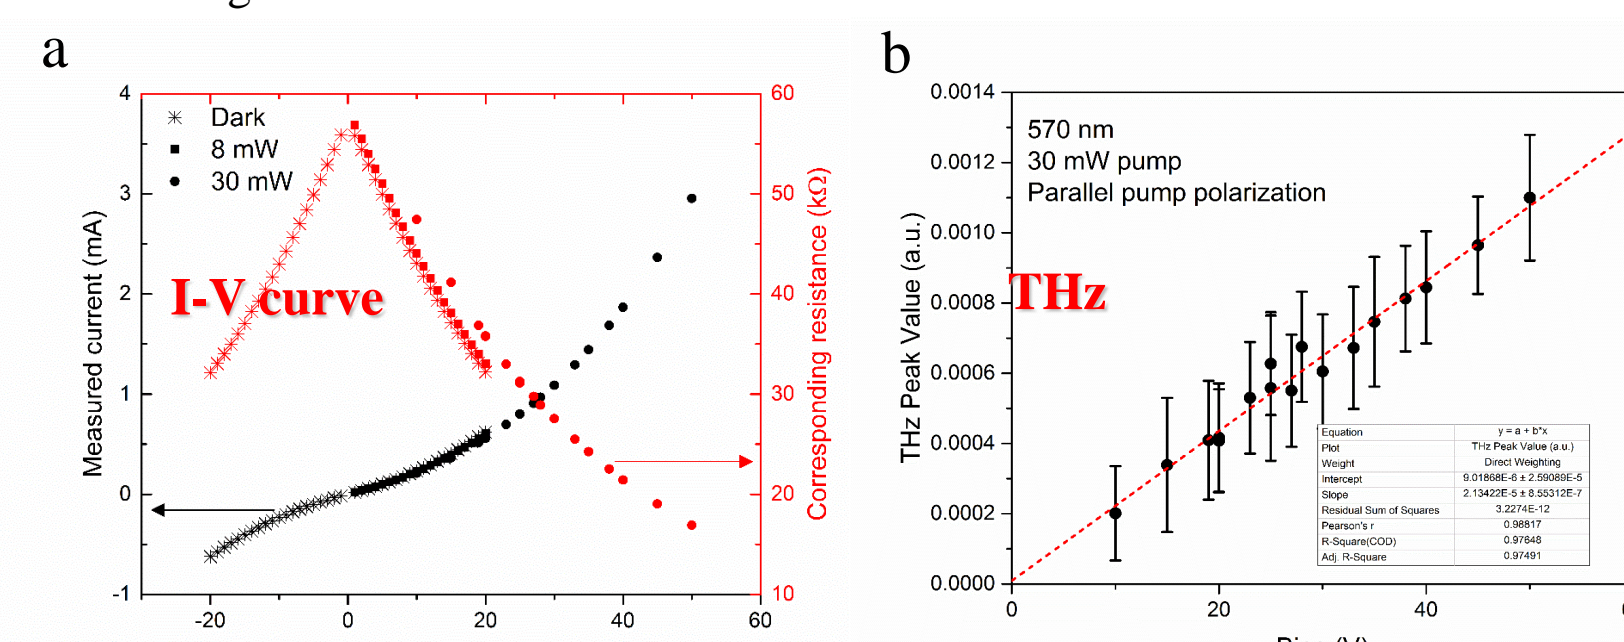 a
Dark
8 mW
30 mW
I-V curve
Measured current (mA)
4
3
2
1
0
-1
-20
0
20
40
60
60
50
40
30
20
10
Corresponding resistance (kΩ)
b
570 nm
30 mW pump
Parallel pump polarization
THz
THz Peak Value (a.u.)
0.0014
0.0012
0.0010
0.0008
0.0006
0.0004
0.0002
0.0000
0
20
40
Equation y = a + b*x
Plot THz Peak Value (a.u.)
Weight Direct Weighting
Intercept 9.01868E-6 ± 2.59089E-5
Slope 2.13422E-5 ± 8.55312E-7
Residual Sum of Squares 3.2274E-12
Pearson's r 0.98817
R-Square(COD) 0.97648
Adj. R-Square 0.97491